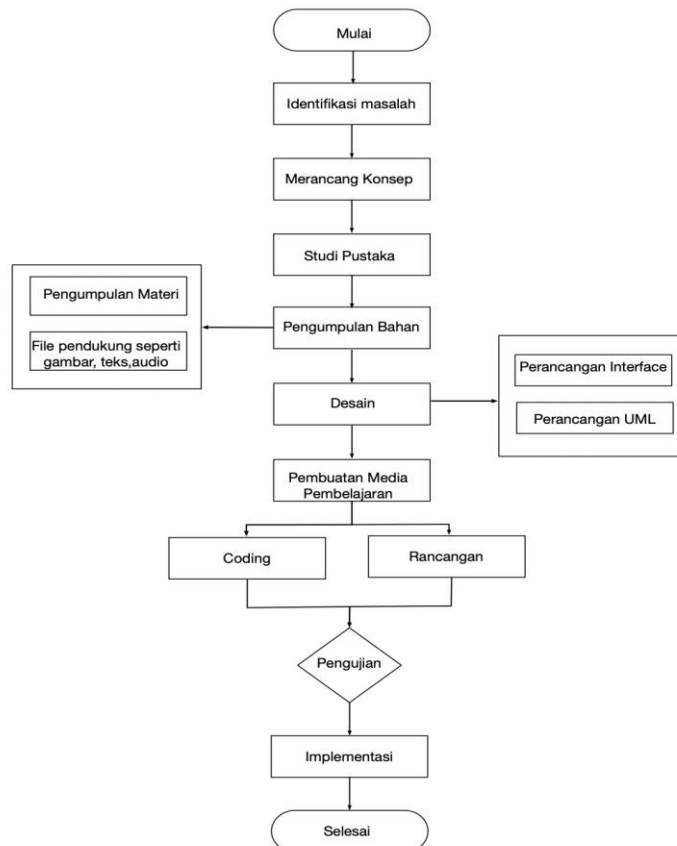 Mulai
Identifikasi masalah
Merancang Konsep
Studi Pustaka
Pengumpulan Materi
File pendukung seperti
gambar, teks,audio
Pengumpulan Bahan
Perancangan Interface
Perancangan UML
Desain
Pembuatan Media
Pembelajaran
Coding
Rancangan
Pengujian
Implementasi
Selesai